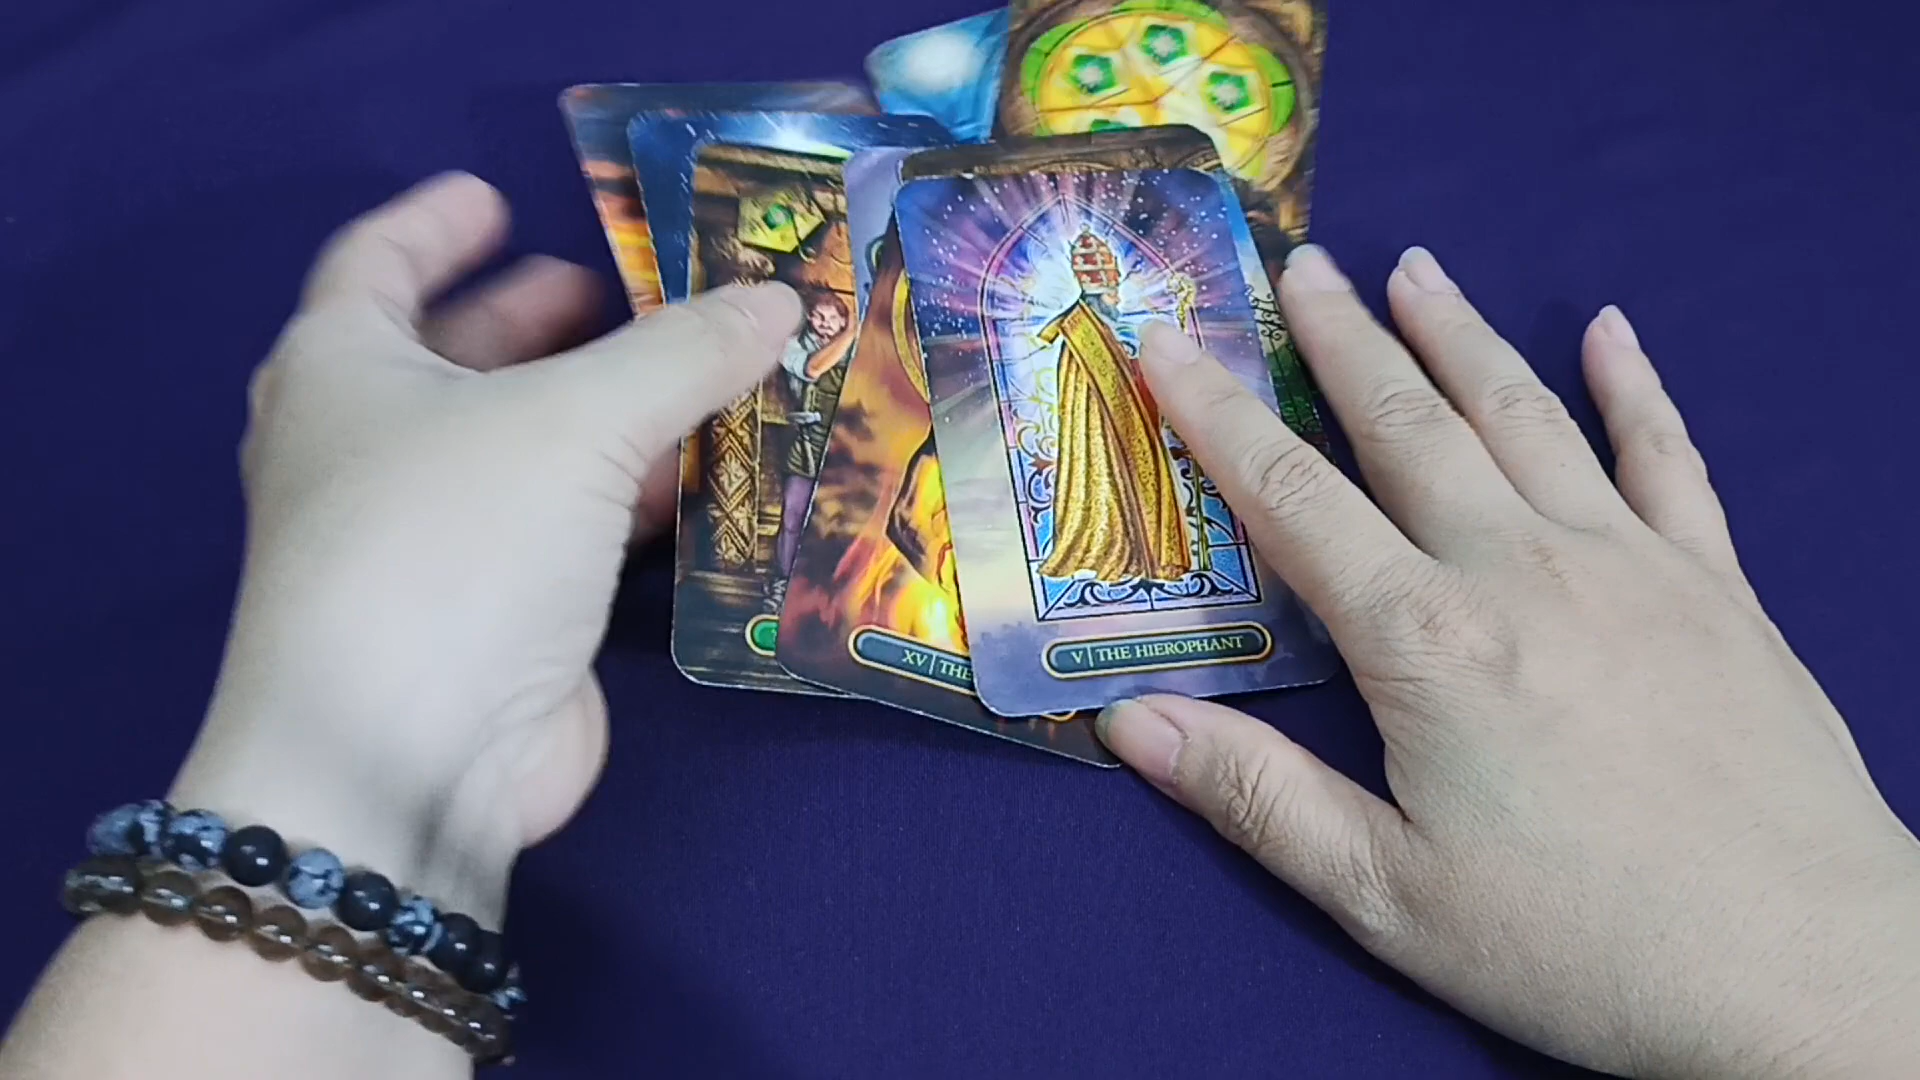 XV | THE
V | THE HIEROPHANT